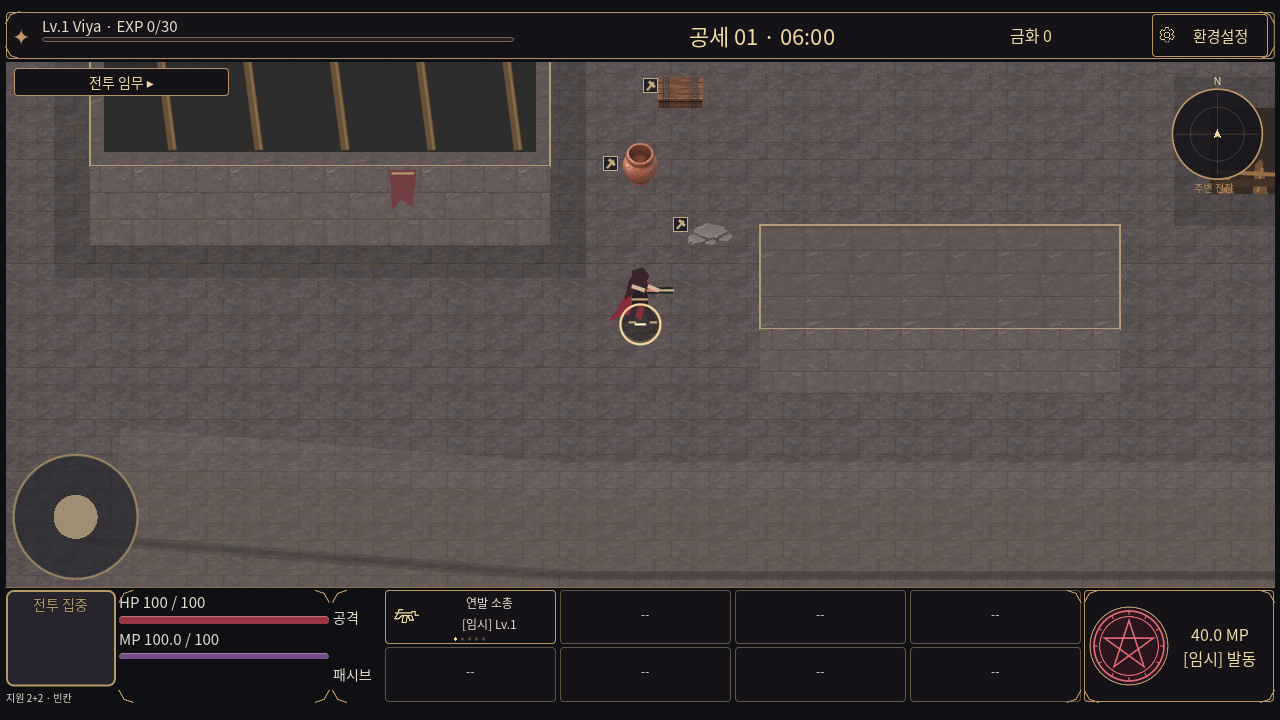 Lv.1 Viya · EXP 0/30
공세 01 · 06:00
금화 0
환경설정
전투 임무 ▸
N
주변 전장
전투 집중
HP 100 / 100
공격
MP 100.0 / 100
패시브
지원 2+2 · 빈칸
연발 소총
[임시] Lv.1
--
--
--
--
--
--
--
40.0 MP
[임시] 발동